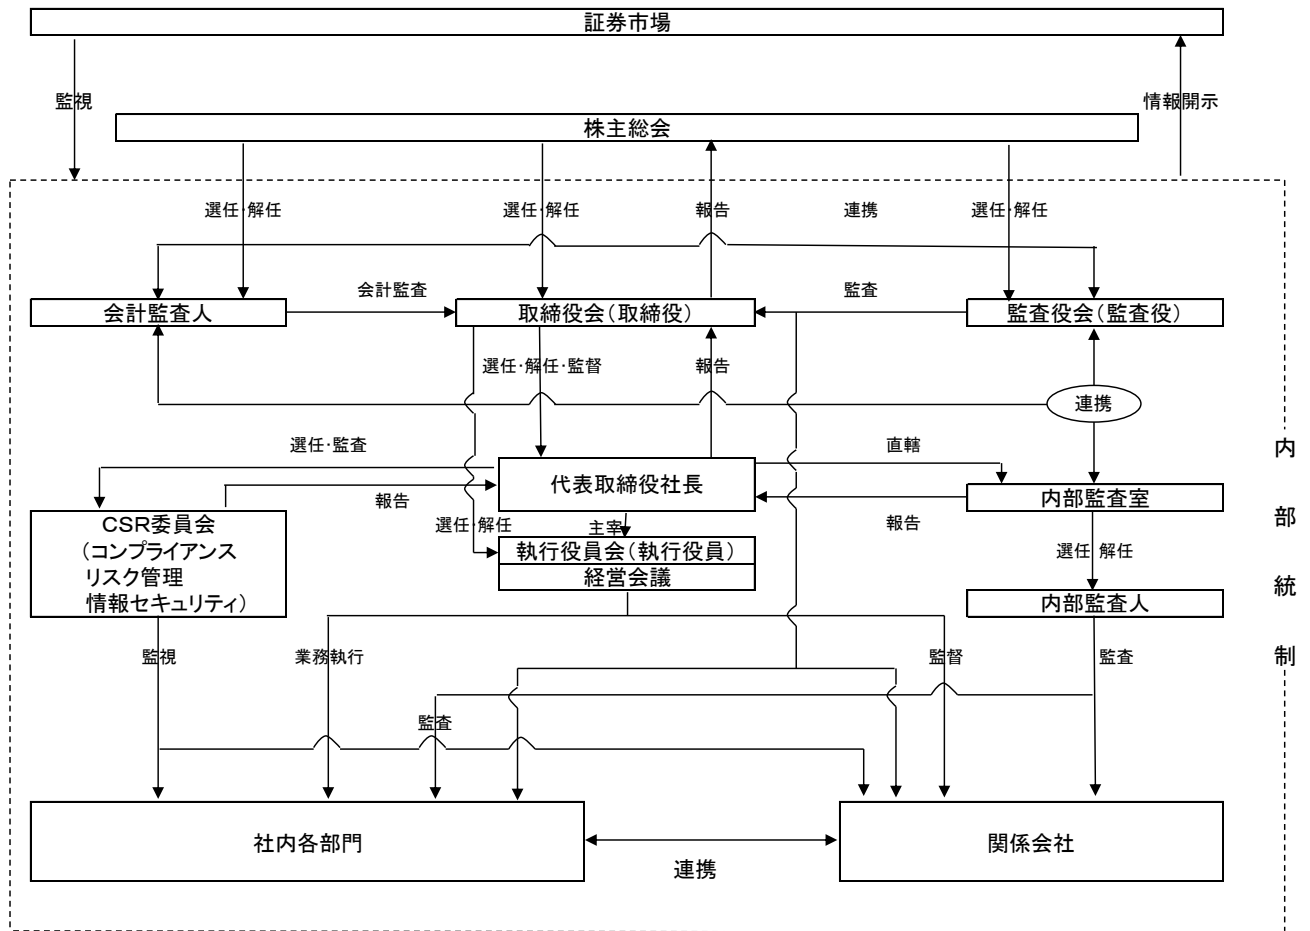 証券市場
監視
情報開示
株主総会
選任・解任
選任・解任
報告
連携
選任・解任
会計監査
監査
会計監査人
取締役会（取締役）
監査役会（監査役）
選任・解任・監督
報告
連携
選任・監査
直轄
内部統制
代表取締役社長
報告
内部監査室
CSR委員会
（コンプライアンス
リスク管理
情報セキュリティ）
選任・解任
主宰
報告
執行役員会（執行役員）
経営会議
選任・解任
内部監査人
監視
業務執行
監督
監査
監査
社内各部門
関係会社
連携